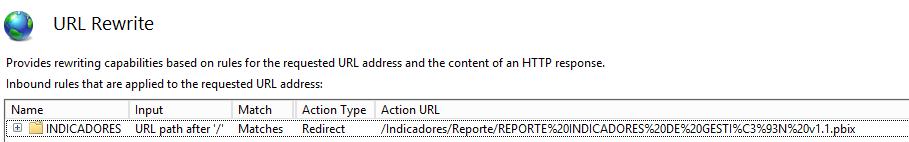 URL Rewrite
Provides rewriting capabilities based on rules for the requested URL address and the content of an HTTP response.
Inbound rules that are applied to the requested URL address:
Name Input Match Action Type Action URL
INDICADORES URL path after '/' Matches Redirect /Indicadores/Reporte/REPORTE%20INDICADORES%20DE%20GESTI%C3%93N%20v1.1.pbix